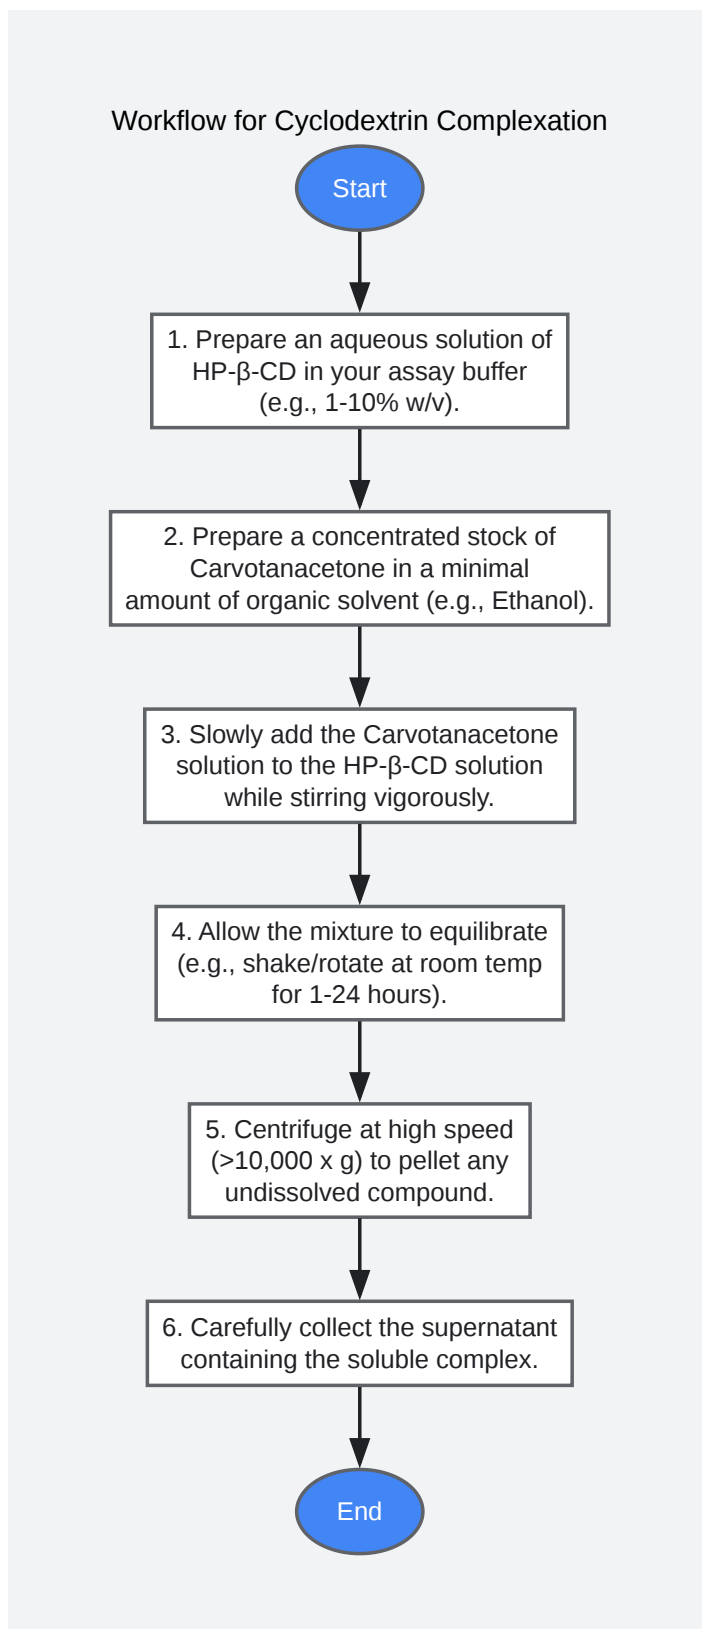 Workflow for Cyclodextrin Complexation
Start
1. Prepare an aqueous solution of
HP-β-CD in your assay buffer
(e.g., 1-10% w/v).
2. Prepare a concentrated stock of
Carvotanacetone in a minimal
amount of organic solvent (e.g., Ethanol).
3. Slowly add the Carvotanacetone
solution to the HP-β-CD solution
while stirring vigorously.
4. Allow the mixture to equilibrate
(e.g., shake/rotate at room temp
for 1-24 hours).
5. Centrifuge at high speed
(>10,000 x g) to pellet any
undissolved compound.
6. Carefully collect the supernatant
containing the soluble complex.
End